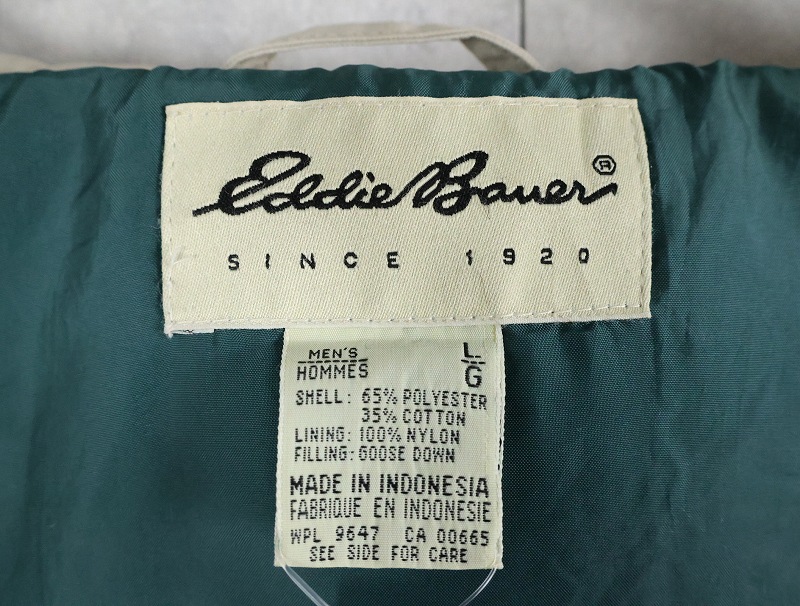 Eddie Bauer®
SINCE 1920
MEN'S L
HOMMES G
SHELL: 65% POLYESTER
35% COTTON
LINING: 100% NYLON
FILLING: GOOSE DOWN
MADE IN INDONESIA
FABRIQUE EN INDONESIE
WPL 9647 CA 00665
SEE SIDE FOR CARE